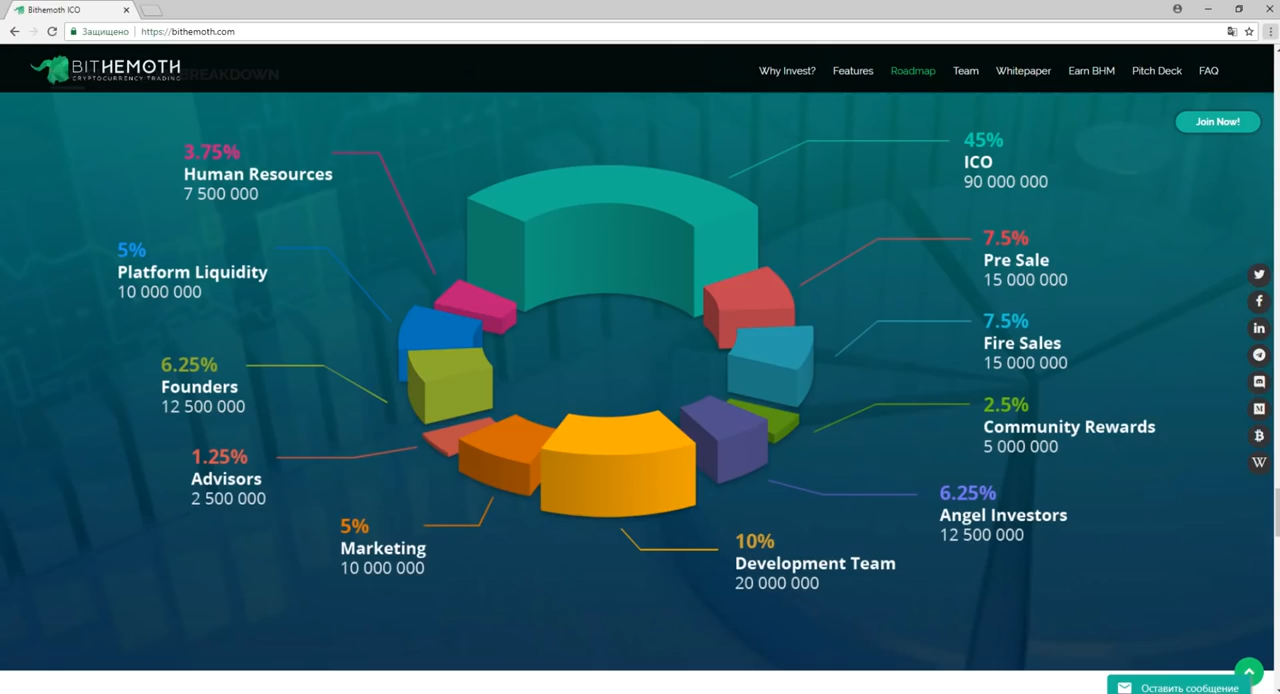 Bithemoth ICO
Защищено
https://bithemoth.com
BITHEMOTH
CRYPTOCURRENCY TRADING
BREAKDOWN
Why Invest?
Features
Roadmap
Team
Whitepaper
Earn BHM
Pitch Deck
FAQ
Join Now!
3.75%
Human Resources
7 500 000
45%
ICO
90 000 000
5%
Platform Liquidity
10 000 000
7.5%
Pre Sale
15 000 000
7.5%
Fire Sales
15 000 000
6.25%
Founders
12 500 000
2.5%
Community Rewards
5 000 000
1.25%
Advisors
2 500 000
6.25%
Angel Investors
12 500 000
5%
Marketing
10 000 000
10%
Development Team
20 000 000
Оставить сообщение